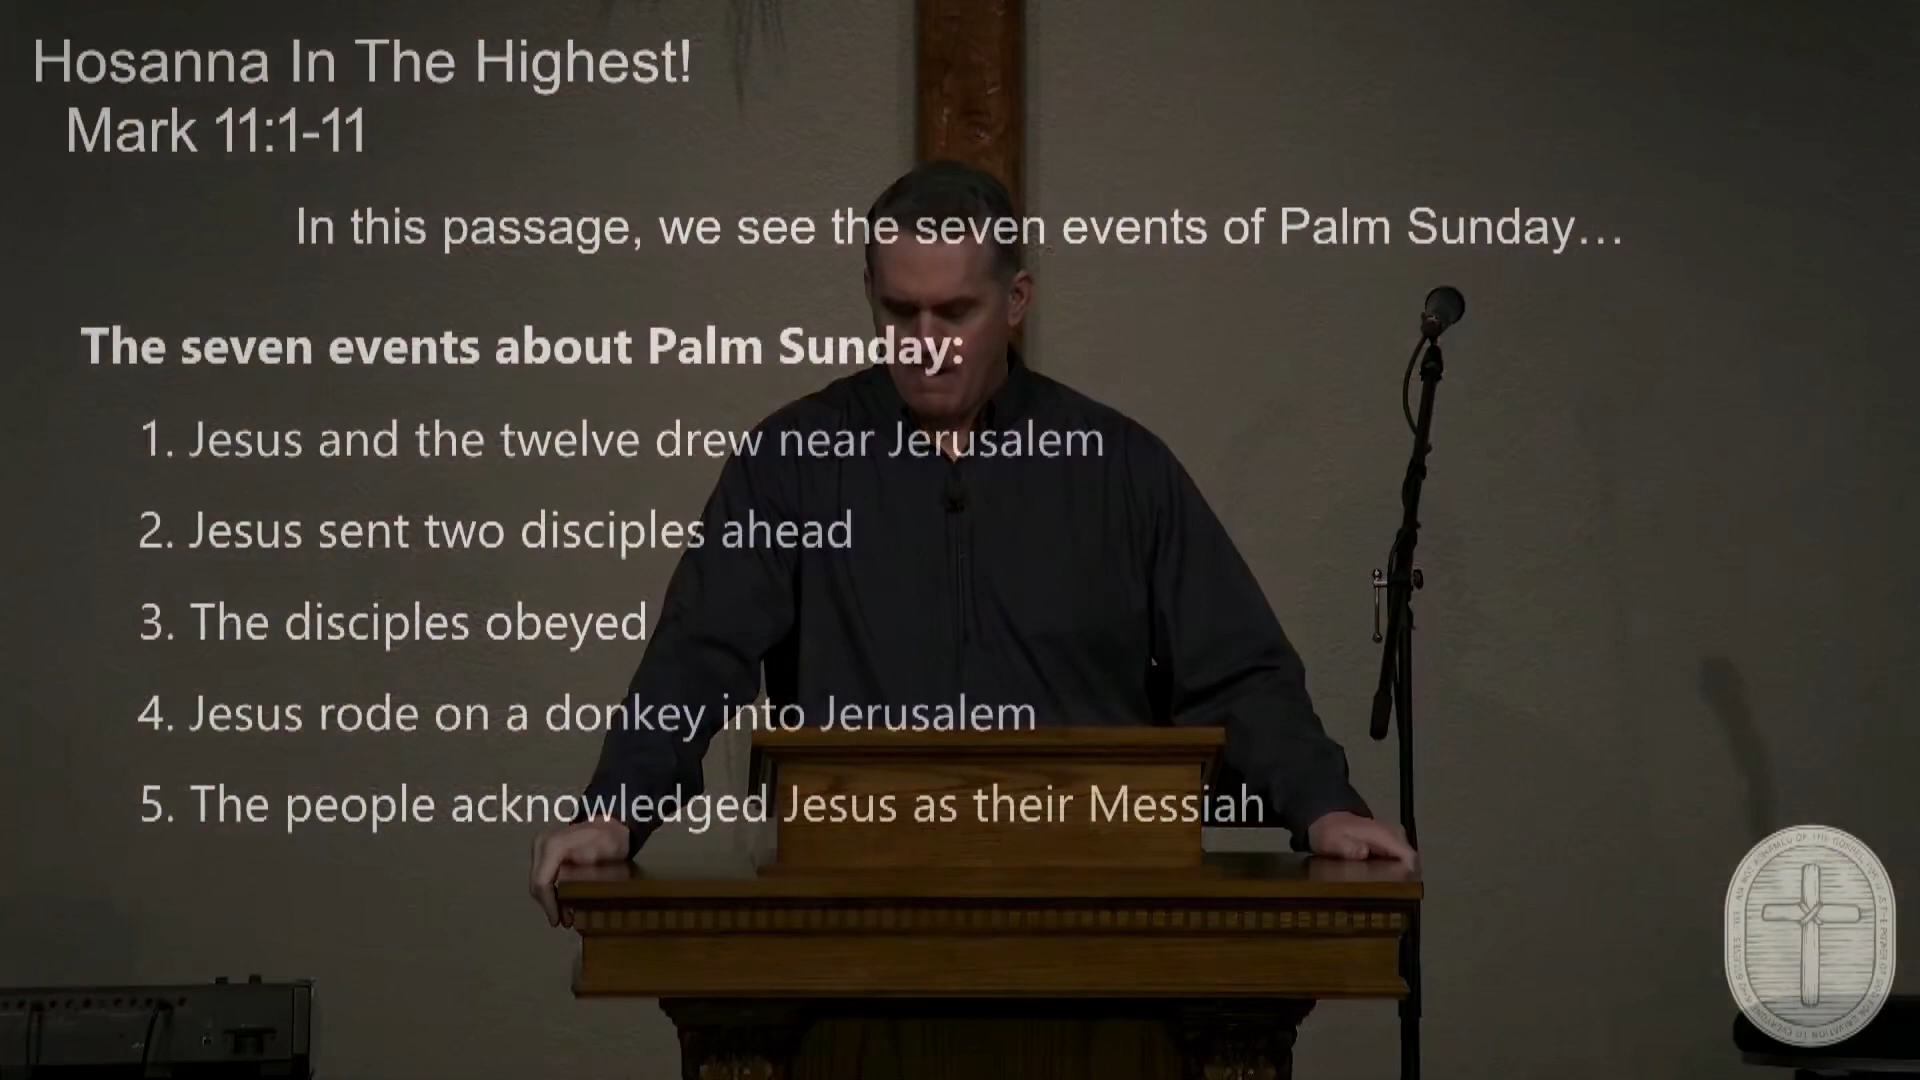 Hosanna In The Highest!
Mark 11:1-11
In this passage, we see the seven events of Palm Sunday…
The seven events about Palm Sunday:
1. Jesus and the twelve drew near Jerusalem
2. Jesus sent two disciples ahead
3. The disciples obeyed
4. Jesus rode on a donkey into Jerusalem
5. The people acknowledged Jesus as their Messiah